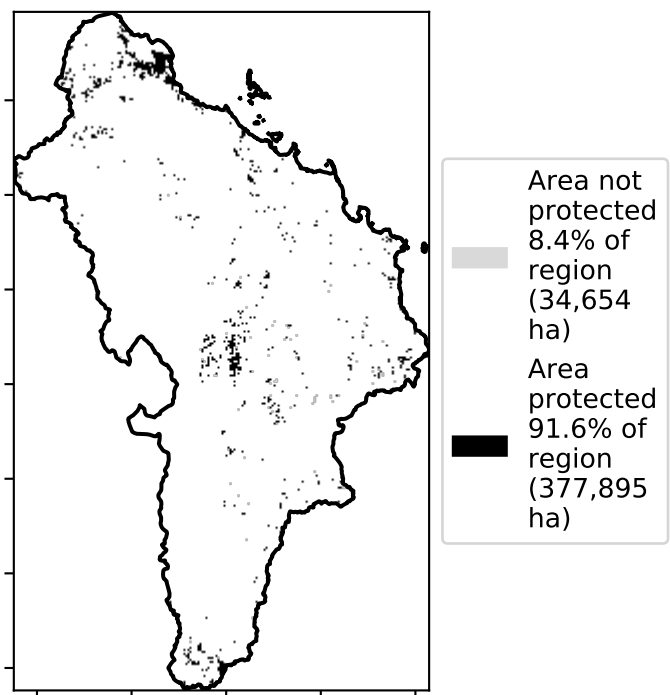 Area not
protected
8.4% of
region
(34,654
ha)
Area
protected
91.6% of
region
(377,895
ha)